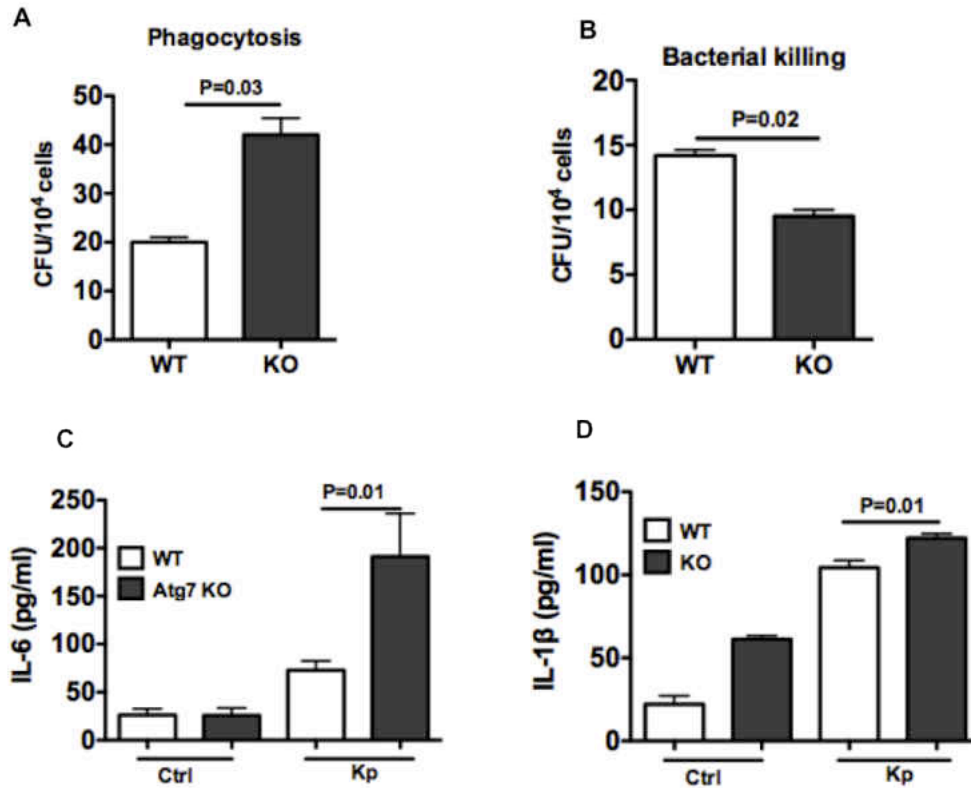 A
Phagocytosis
P=0.03
50
40
30
20
10
0
CFU/10⁴ cells
WT KO
B
Bacterial killing
P=0.02
20
15
10
5
0
CFU/10⁴ cells
WT KO
C
P=0.01
250
200
150
100
50
0
IL-6 (pg/ml)
WT
Atg7 KO
Ctrl Kp
D
P=0.01
150
100
50
0
IL-1β (pg/ml)
WT
KO
Ctrl Kp